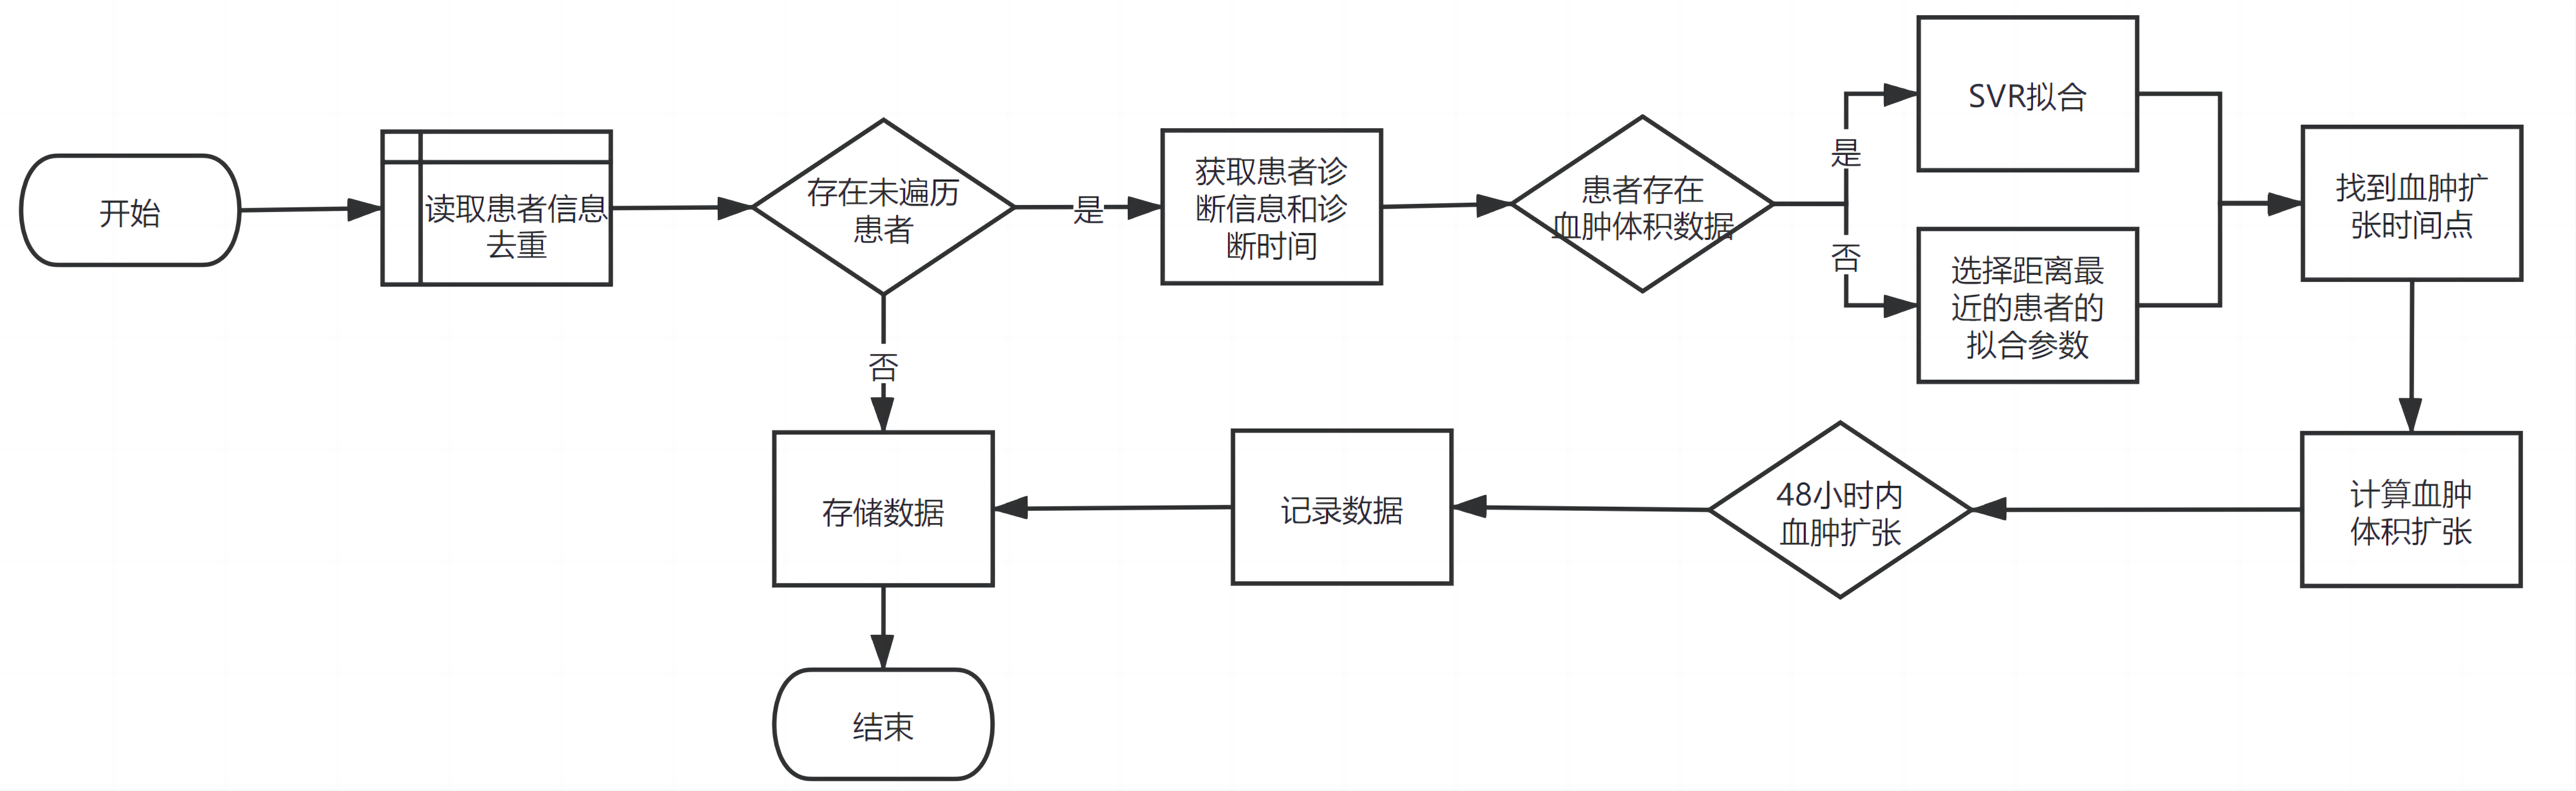 开始
读取患者信息
去重
存在未遍历
患者
是
获取患者诊
断信息和诊
断时间
患者存在
血肿体积数据
是
否
SVR拟合
选择距离最
近的患者的
拟合参数
找到血肿扩
张时间点
计算血肿
体积扩张
48小时内
血肿扩张
记录数据
否
存储数据
结束